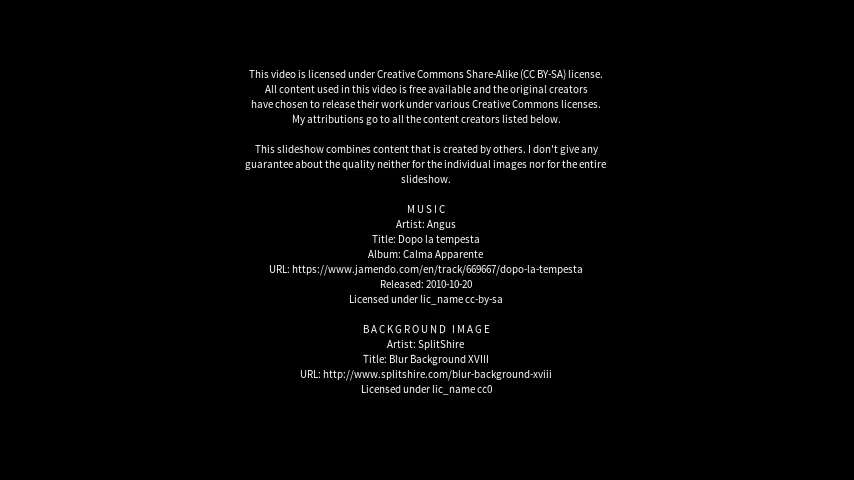 This video is licensed under Creative Commons Share-Alike (CC BY-SA) license.
All content used in this video is free available and the original creators
have chosen to release their work under various Creative Commons licenses.
My attributions go to all the content creators listed below.
This slideshow combines content that is created by others. I don't give any
guarantee about the quality neither for the individual images nor for the entire
slideshow.
MUSIC
Artist: Angus
Title: Dopo la tempesta
Album: Calma Apparente
URL: https://www.jamendo.com/en/track/669667/dopo-la-tempesta
Released: 2010-10-20
Licensed under lic_name cc-by-sa
BACKGROUND IMAGE
Artist: SplitShire
Title: Blur Background XVIII
URL: http://www.splitshire.com/blur-background-xviii
Licensed under lic_name cc0